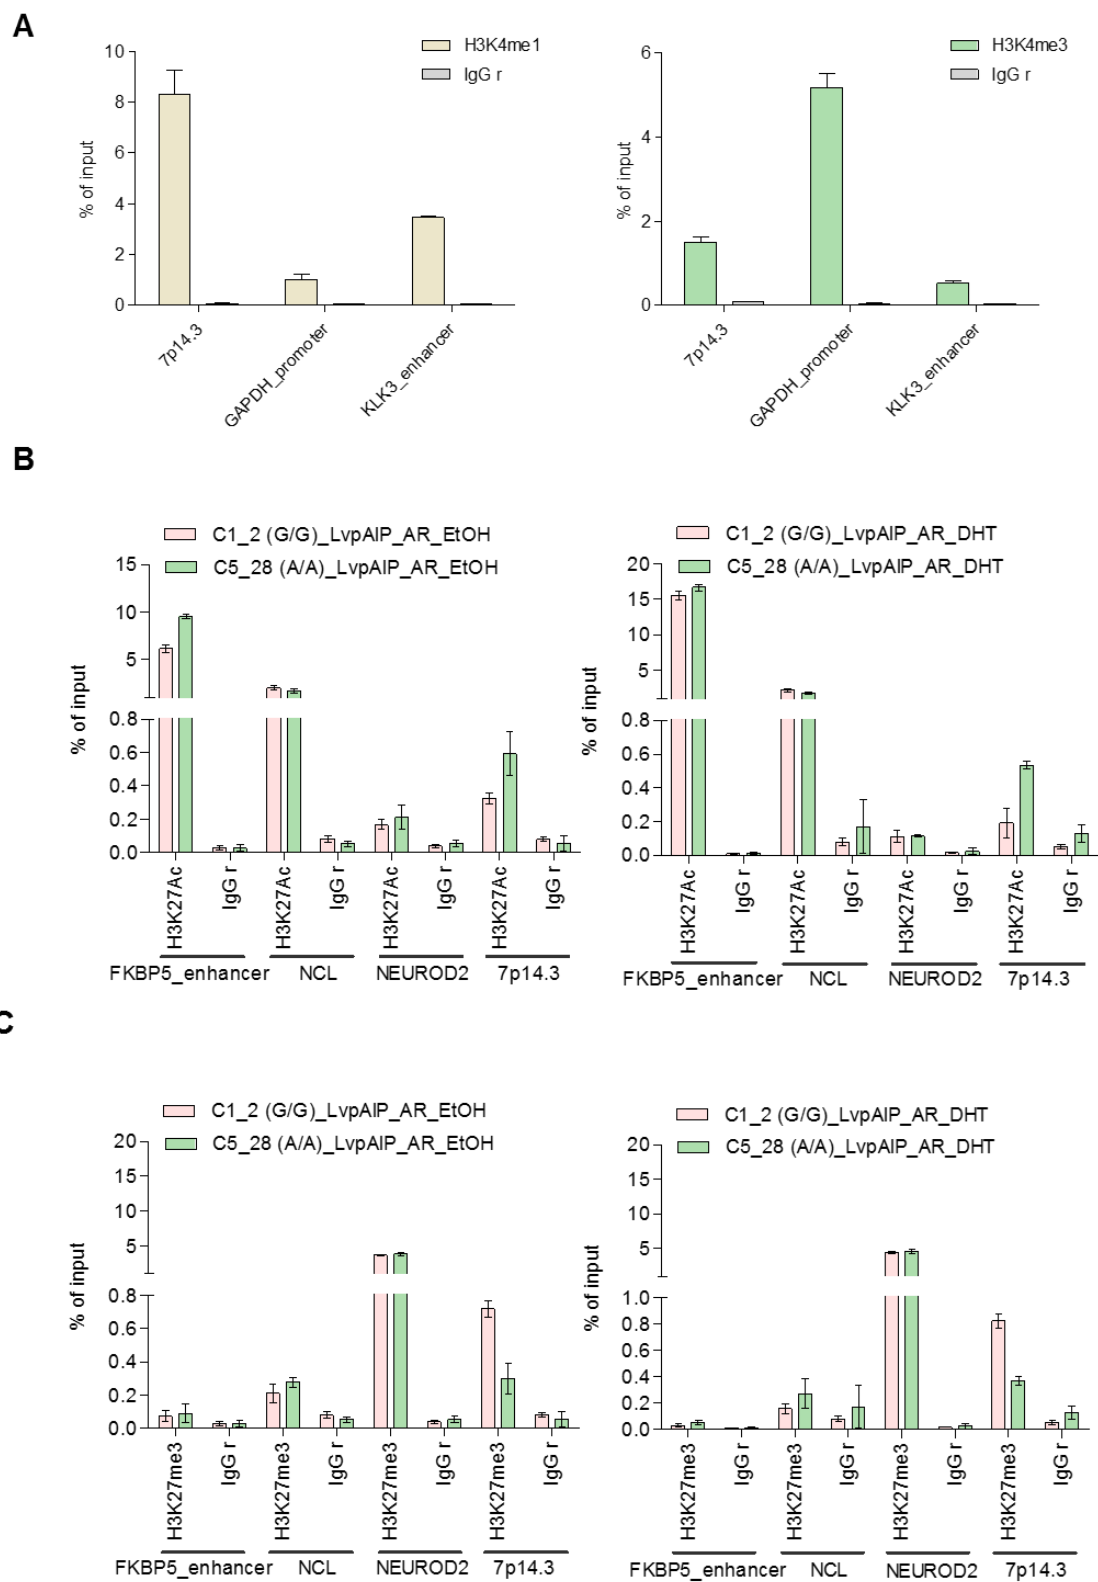 A
H3K4me1
IgG r
10
8
6
4
2
0
% of input
7p14.3
GAPDH_promoter
KLK3_enhancer
H3K4me3
IgG r
6
4
2
0
% of input
7p14.3
GAPDH_promoter
KLK3_enhancer
B
C1_2 (G/G)_LvpAIP_AR_EtOH
C5_28 (A/A)_LvpAIP_AR_EtOH
15
10
5
0.8
0.6
0.4
0.2
0.0
% of input
H3K27Ac
IgG r
H3K27Ac
IgG r
H3K27Ac
IgG r
H3K27Ac
IgG r
FKBP5_enhancer NCL NEUROD2 7p14.3
C1_2 (G/G)_LvpAIP_AR_DHT
C5_28 (A/A)_LvpAIP_AR_DHT
20
15
10
5
0.8
0.6
0.4
0.2
0.0
% of input
H3K27Ac
IgG r
H3K27Ac
IgG r
H3K27Ac
IgG r
H3K27Ac
IgG r
FKBP5_enhancer NCL NEUROD2 7p14.3
C
C1_2 (G/G)_LvpAIP_AR_EtOH
C5_28 (A/A)_LvpAIP_AR_EtOH
20
15
10
5
0.8
0.6
0.4
0.2
0.0
% of input
H3K27me3
IgG r
H3K27me3
IgG r
H3K27me3
IgG r
H3K27me3
IgG r
FKBP5_enhancer NCL NEUROD2 7p14.3
C1_2 (G/G)_LvpAIP_AR_DHT
C5_28 (A/A)_LvpAIP_AR_DHT
20
15
10
5
1.0
0.8
0.6
0.4
0.2
0.0
% of input
H3K27me3
IgG r
H3K27me3
IgG r
H3K27me3
IgG r
H3K27me3
IgG r
FKBP5_enhancer NCL NEUROD2 7p14.3